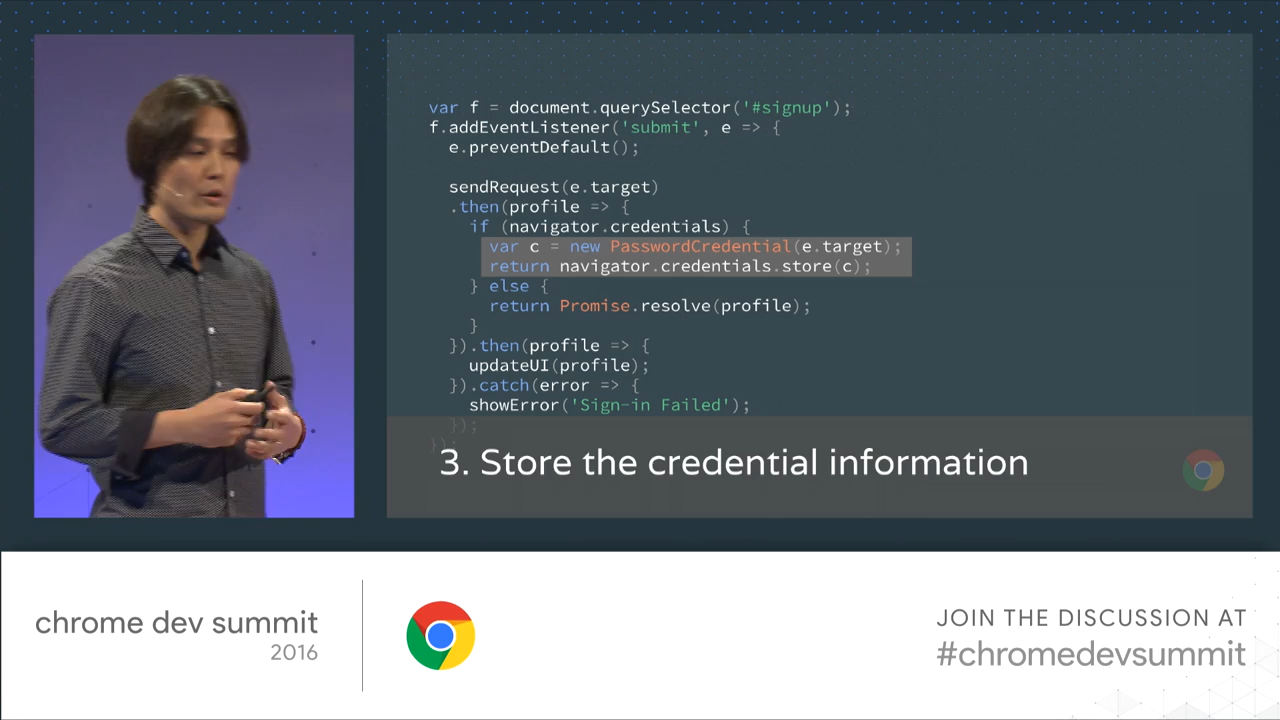 var f = document.querySelector('#signup');
f.addEventListener('submit', e => {
e.preventDefault();
sendRequest(e.target)
.then(profile => {
if (navigator.credentials) {
var c = new PasswordCredential(e.target);
return navigator.credentials.store(c);
} else {
return Promise.resolve(profile);
}
}).then(profile => {
updateUI(profile);
}).catch(error => {
showError('Sign-in Failed');
});
});
3. Store the credential information
chrome dev summit
2016
JOIN THE DISCUSSION AT
#chromedevsummit